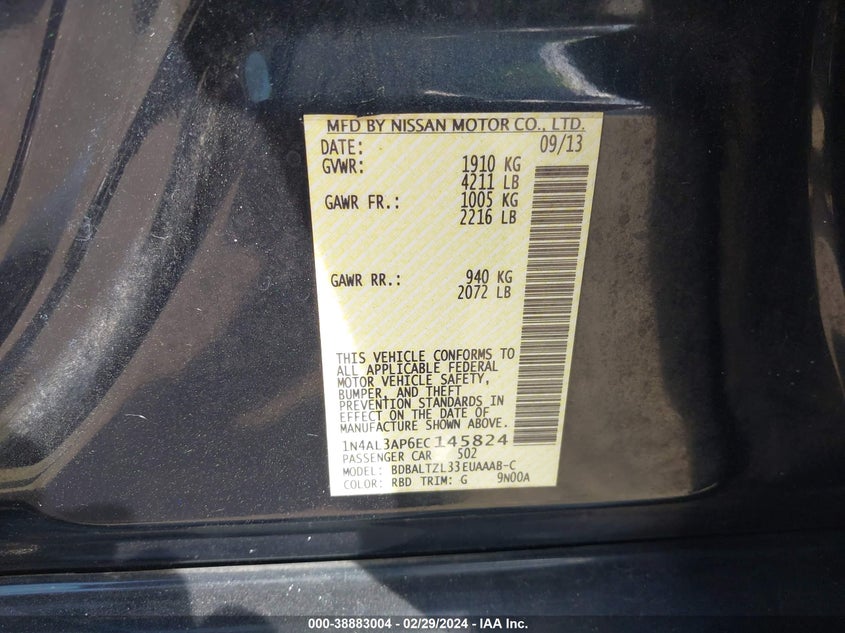 MFD BY NISSAN MOTOR CO., LTD.
DATE: 09/13
GVWR: 1910 KG
4211 LB
GAWR FR.: 1005 KG
2216 LB
GAWR RR.: 940 KG
2072 LB
THIS VEHICLE CONFORMS TO
ALL APPLICABLE FEDERAL
MOTOR VEHICLE SAFETY,
BUMPER, AND THEFT
PREVENTION STANDARDS IN
EFFECT ON THE DATE OF
MANUFACTURE SHOWN ABOVE.
1N4AL3AP6EC145824
PASSENGER CAR 502
MODEL: BDBALTZL33EUAAAB-C
COLOR: RBD TRIM: G 9N00A
000-38883004 - 02/29/2024 - IAA Inc.